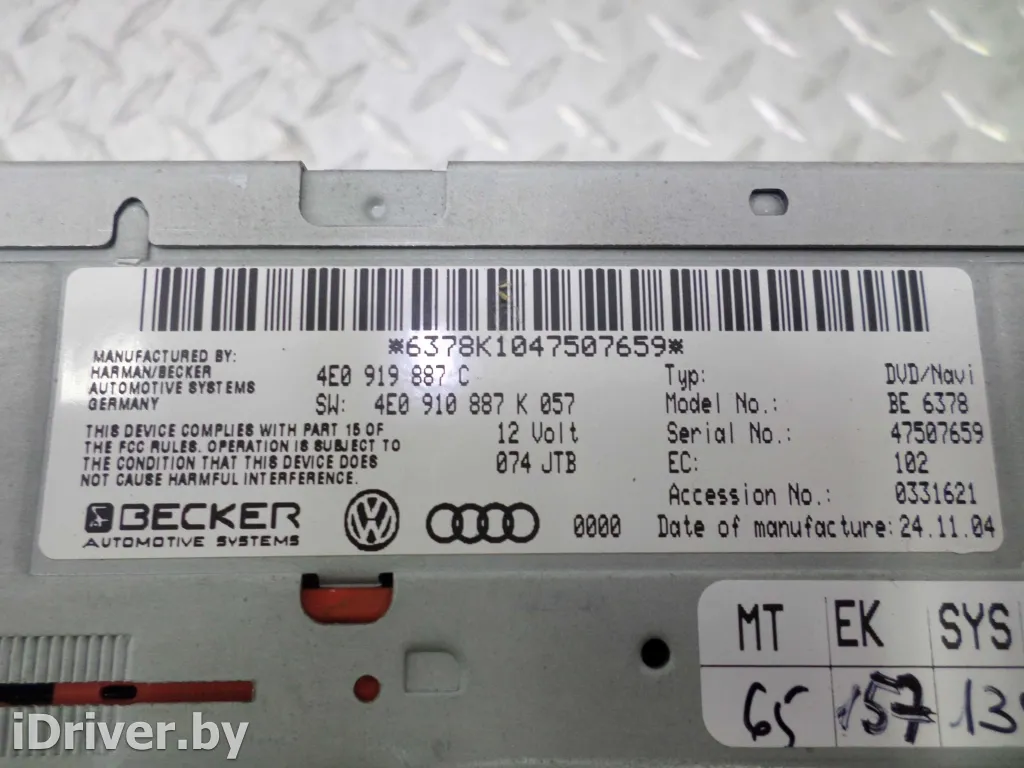 *6378K1047507659*
MANUFACTURED BY:
HARMAN/BECKER
AUTOMOTIVE SYSTEMS
GERMANY
4E0 919 887 C
SW: 4E0 910 887 K 057
THIS DEVICE COMPLIES WITH PART 15 OF
THE FCC RULES. OPERATION IS SUBJECT TO
THE CONDITION THAT THIS DEVICE DOES
NOT CAUSE HARMFUL INTERFERENCE.
12 Volt
074 JTB
Typ: DVD/Navi
Model No.: BE 6378
Serial No.: 47507659
EC: 102
Accession No.: 0331621
Date of manufacture: 24.11.04
BECKER
AUTOMOTIVE SYSTEMS
0000
MT EK SYS
65 157
iDriver.by